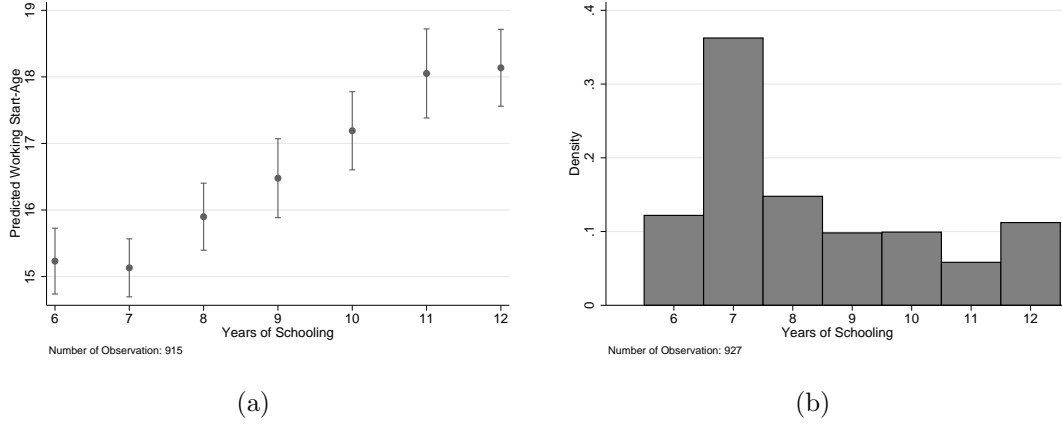 Predicted Working Start-Age
19
18
17
16
15
6 7 8 9 10 11 12
Years of Schooling
Number of Observation: 915
(a)
Density
.4
.3
.2
.1
0
6 7 8 9 10 11 12
Years of Schooling
Number of Observation: 927
(b)